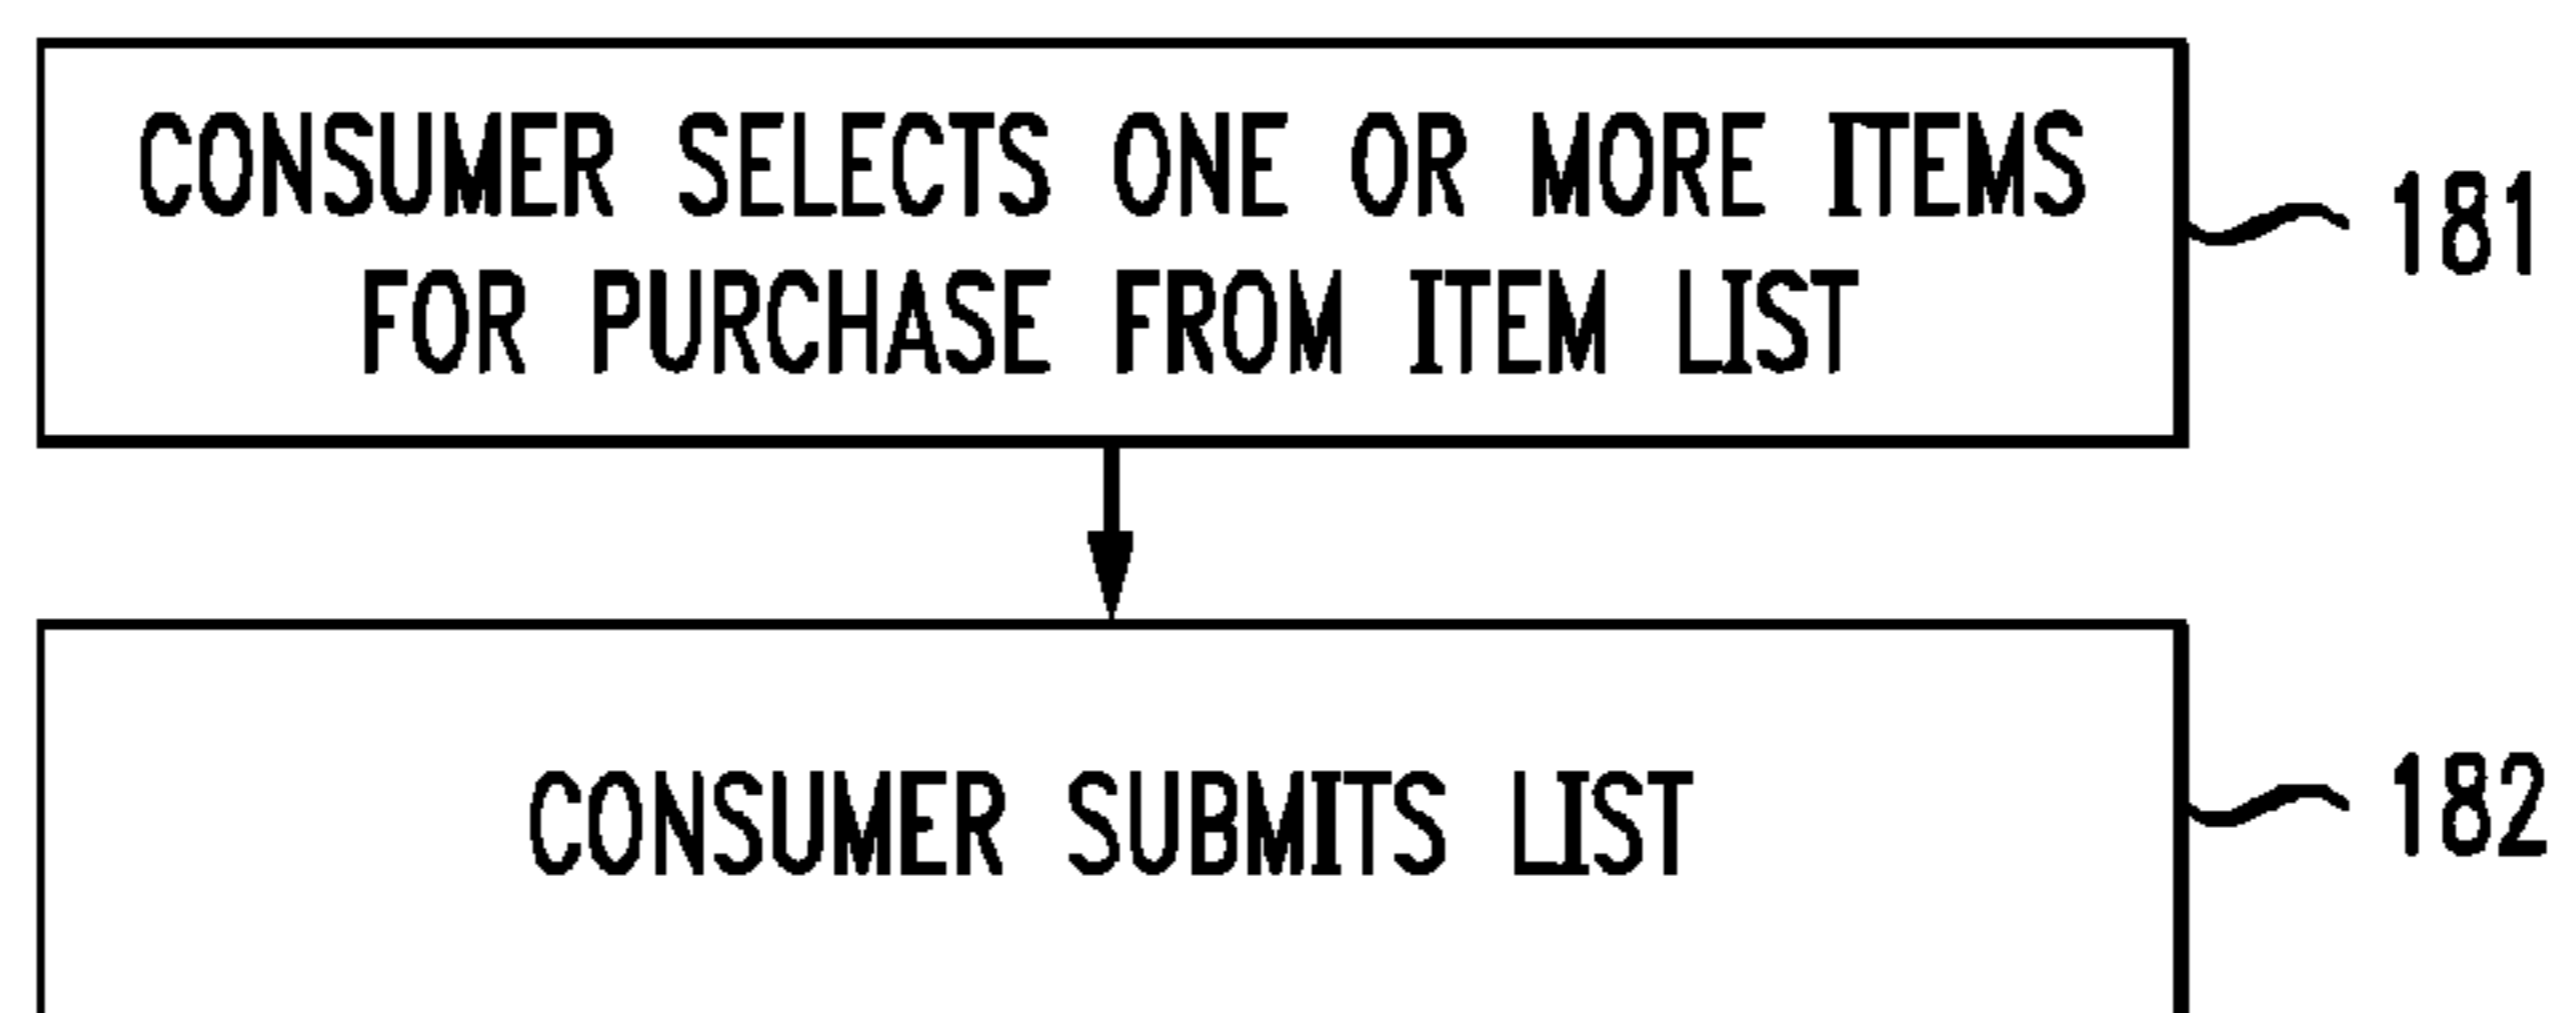 CONSUMER SELECTS ONE OR MORE ITEMS
FOR PURCHASE FROM ITEM LIST
181
CONSUMER SUBMITS LIST
182